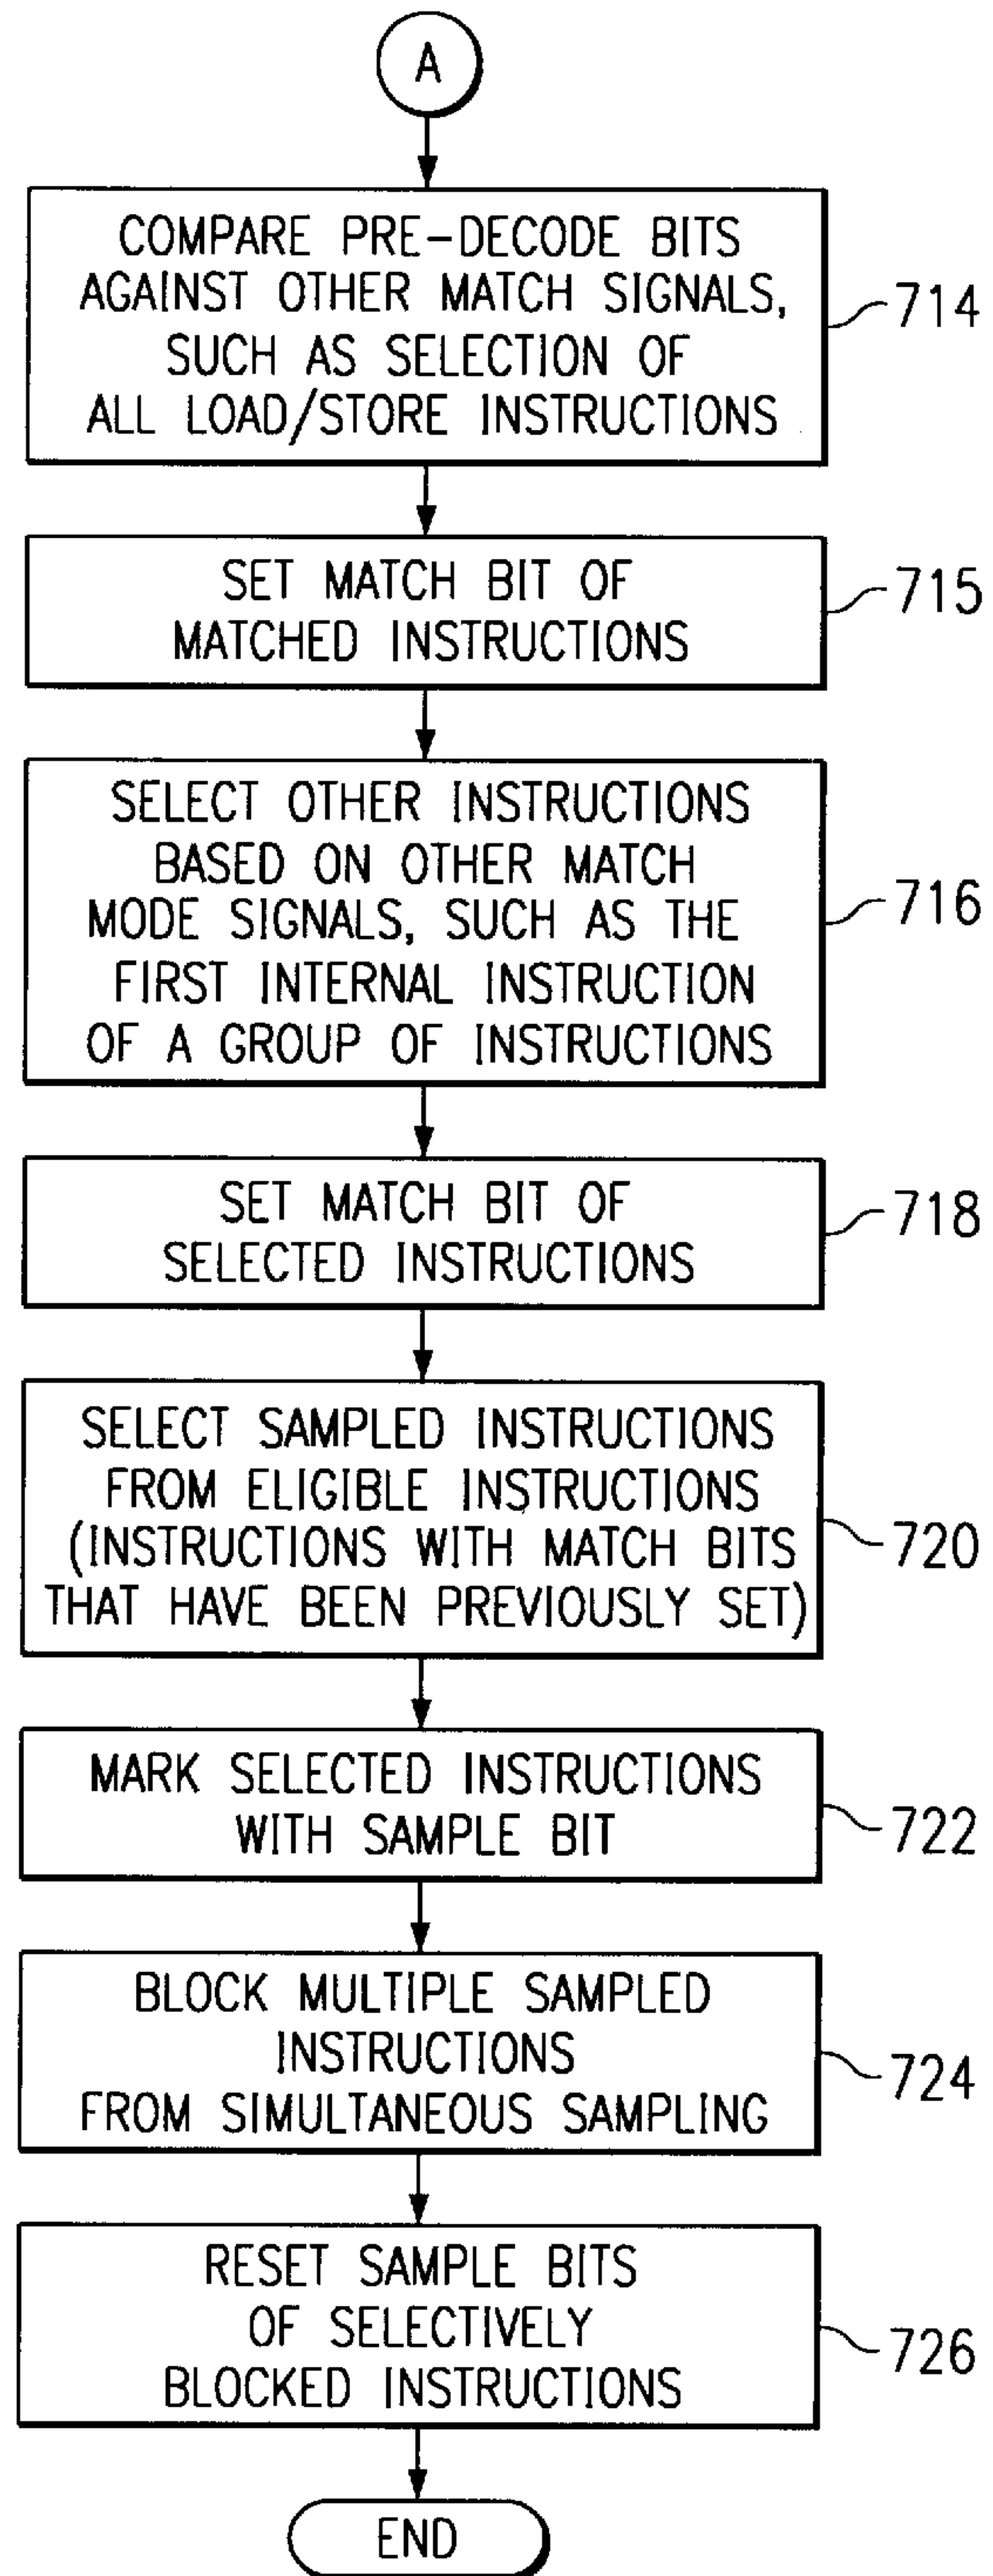 A
COMPARE PRE-DECODE BITS
AGAINST OTHER MATCH SIGNALS,
SUCH AS SELECTION OF
ALL LOAD/STORE INSTRUCTIONS
714
SET MATCH BIT OF
MATCHED INSTRUCTIONS
715
SELECT OTHER INSTRUCTIONS
BASED ON OTHER MATCH
MODE SIGNALS, SUCH AS THE
FIRST INTERNAL INSTRUCTION
OF A GROUP OF INSTRUCTIONS
716
SET MATCH BIT OF
SELECTED INSTRUCTIONS
718
SELECT SAMPLED INSTRUCTIONS
FROM ELIGIBLE INSTRUCTIONS
(INSTRUCTIONS WITH MATCH BITS
THAT HAVE BEEN PREVIOUSLY SET)
720
MARK SELECTED INSTRUCTIONS
WITH SAMPLE BIT
722
BLOCK MULTIPLE SAMPLED
INSTRUCTIONS
FROM SIMULTANEOUS SAMPLING
724
RESET SAMPLE BITS
OF SELECTIVELY
BLOCKED INSTRUCTIONS
726
END